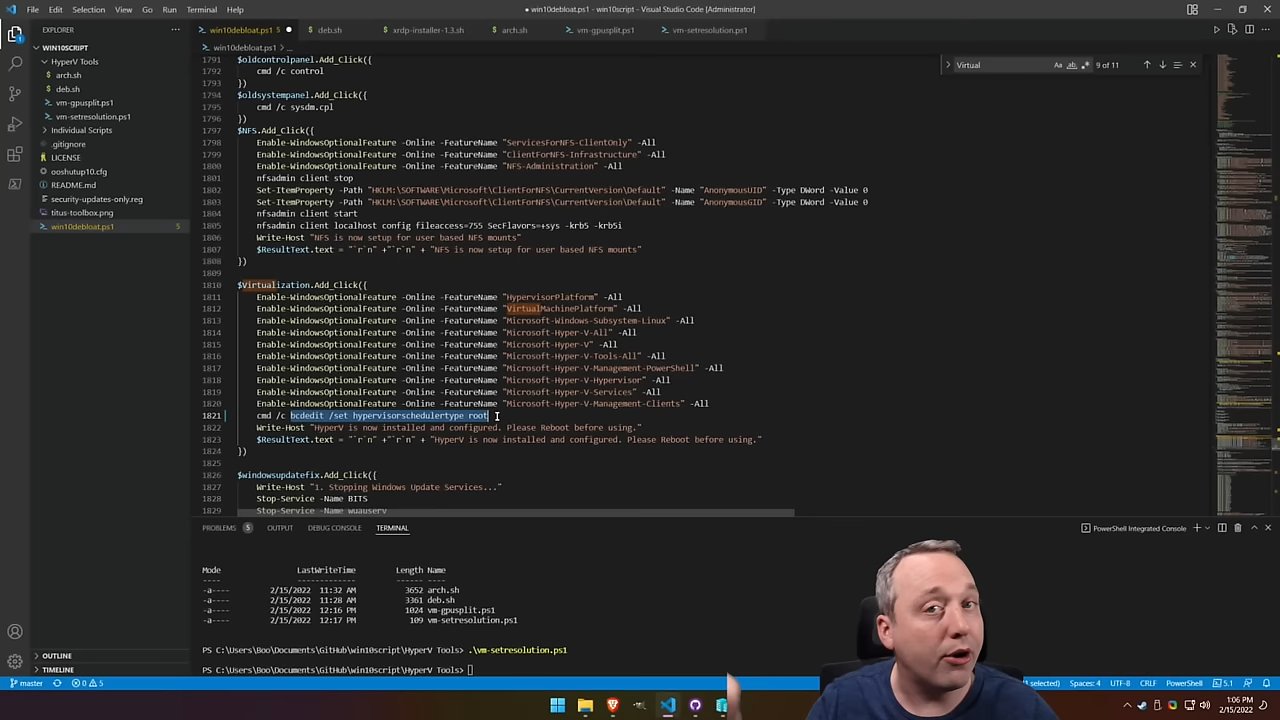 File Edit Selection View Go Run Terminal Help
● win10debloat.ps1 - win10script - Visual Studio Code [Administrator]
EXPLORER
win10debloat.ps1 5 ●
deb.sh
xrdp-installer-1.3.sh
arch.sh
vm-gpusplit.ps1
vm-setresolution.ps1
WIN10SCRIPT
HyperV Tools
arch.sh
deb.sh
vm-gpusplit.ps1
vm-setresolution.ps1
Individual Scripts
.gitignore
LICENSE
ooshutup10.cfg
README.md
security-updates-only.reg
titus-toolbox.png
win10debloat.ps1 5
OUTLINE
TIMELINE
win10debloat.ps1 > ...
Virtual
Aa ab .* 9 of 11
1791 $oldcontrolpanel.Add_Click({
1792 cmd /c control
1793 })
1794 $oldsystempanel.Add_Click({
1795 cmd /c sysdm.cpl
1796 })
1797 $NFS.Add_Click({
1798 Enable-WindowsOptionalFeature -Online -FeatureName "ServicesForNFS-ClientOnly" -All
1799 Enable-WindowsOptionalFeature -Online -FeatureName "ClientForNFS-Infrastructure" -All
1800 Enable-WindowsOptionalFeature -Online -FeatureName "NFS-Administration" -All
1801 nfsadmin client stop
1802 Set-ItemProperty -Path "HKLM:\SOFTWARE\Microsoft\ClientForNFS\CurrentVersion\Default" -Name "AnonymousUID" -Type DWord -Value 0
1803 Set-ItemProperty -Path "HKLM:\SOFTWARE\Microsoft\ClientForNFS\CurrentVersion\Default" -Name "AnonymousGID" -Type DWord -Value 0
1804 nfsadmin client start
1805 nfsadmin client localhost config fileaccess=755 SecFlavors=+sys -krb5 -krb5i
1806 Write-Host "NFS is now setup for user based NFS mounts"
1807 $ResultText.text = "`r`n" +"`r`n" + "NFS is now setup for user based NFS mounts"
1808 })
1809
1810 $Virtualization.Add_Click({
1811 Enable-WindowsOptionalFeature -Online -FeatureName "HypervisorPlatform" -All
1812 Enable-WindowsOptionalFeature -Online -FeatureName "VirtualMachinePlatform" -All
1813 Enable-WindowsOptionalFeature -Online -FeatureName "Microsoft-Windows-Subsystem-Linux" -All
1814 Enable-WindowsOptionalFeature -Online -FeatureName "Microsoft-Hyper-V-All" -All
1815 Enable-WindowsOptionalFeature -Online -FeatureName "Microsoft-Hyper-V" -All
1816 Enable-WindowsOptionalFeature -Online -FeatureName "Microsoft-Hyper-V-Tools-All" -All
1817 Enable-WindowsOptionalFeature -Online -FeatureName "Microsoft-Hyper-V-Management-PowerShell" -All
1818 Enable-WindowsOptionalFeature -Online -FeatureName "Microsoft-Hyper-V-Hypervisor" -All
1819 Enable-WindowsOptionalFeature -Online -FeatureName "Microsoft-Hyper-V-Services" -All
1820 Enable-WindowsOptionalFeature -Online -FeatureName "Microsoft-Hyper-V-Management-Clients" -All
1821 cmd /c bcdedit /set hypervisorschedulertype root
1822 Write-Host "HyperV is now installed and configured. Please Reboot before using."
1823 $ResultText.text = "`r`n" +"`r`n" + "HyperV is now installed and configured. Please Reboot before using."
1824 })
1825
1826 $windowsupdatefix.Add_Click({
1827 Write-Host "1. Stopping Windows Update Services..."
1828 Stop-Service -Name BITS
1829 Stop-Service -Name wuauserv
PROBLEMS 5 OUTPUT DEBUG CONSOLE TERMINAL
PowerShell Integrated Console
Mode LastWriteTime Length Name
---- ------------- ------ ----
-a---- 2/15/2022 11:32 AM 3652 arch.sh
-a---- 2/15/2022 11:33 AM 3361 deb.sh
-a---- 2/15/2022 12:16 PM 1024 vm-gpusplit.ps1
-a---- 2/15/2022 12:17 PM 109 vm-setresolution.ps1
PS C:\Users\Boo\Documents\GitHub\win10script\HyperV Tools> .\vm-setresolution.ps1
PS C:\Users\Boo\Documents\GitHub\win10script\HyperV Tools>
master 0 5
selected) Spaces: 4 UTF-8 CRLF PowerShell 5.1
1:06 PM
2/15/2022